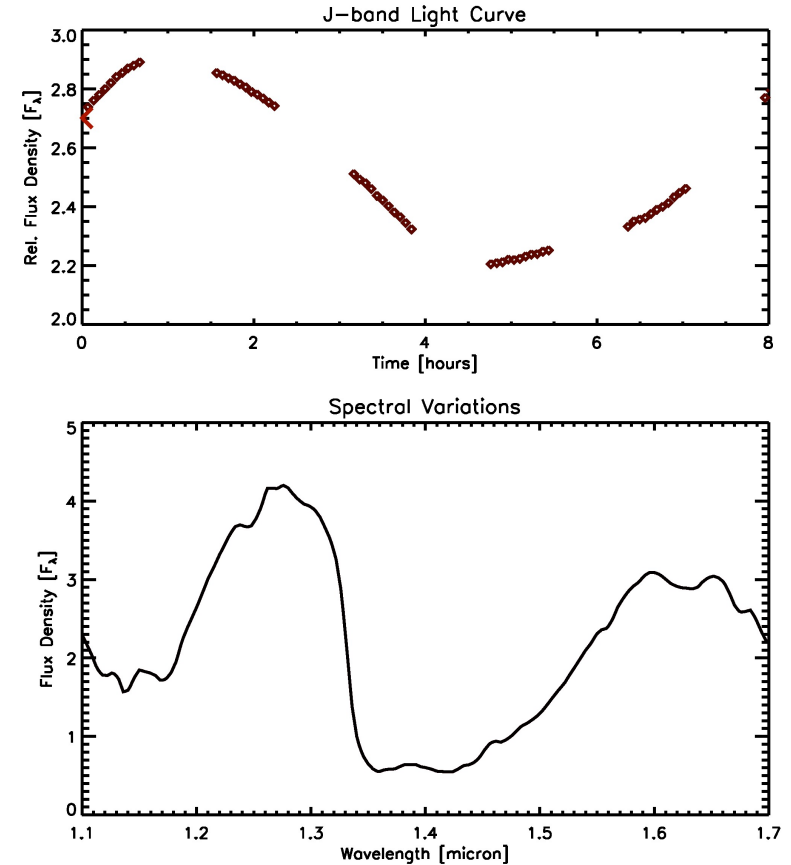 J-band Light Curve
Rel. Flux Density [Fλ]
3.0
2.8
2.6
2.4
2.2
2.0
0 2 4 6 8
Time [hours]
Spectral Variations
Flux Density [Fλ]
5
4
3
2
1
0
1.1 1.2 1.3 1.4 1.5 1.6 1.7
Wavelength [micron]